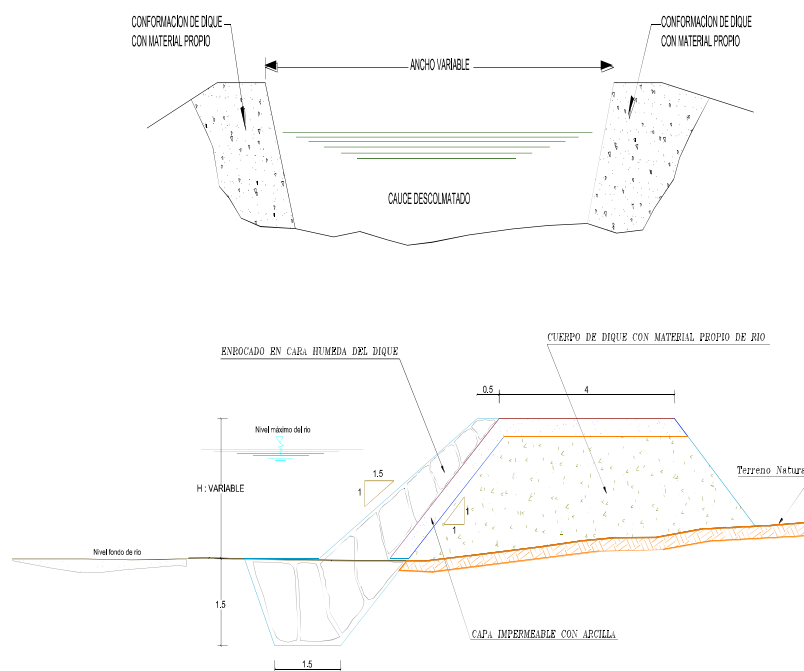 CONFORMACION DE DIQUE
CON MATERIAL PROPIO
CONFORMACION DE DIQUE
CON MATERIAL PROPIO
ANCHO VARIABLE
CAUCE DESCOLMATADO
CUERPO DE DIQUE CON MATERIAL PROPIO DE RIO
ENROCADO EN CARA HUMEDA DEL DIQUE
0.5
4
Nivel máximo del rio
1.5
1
H : VARIABLE
Terreno Natura
1
1
Nivel fondo de rio
1.5
CAPA IMPERMEABLE CON ARCILLA
1.5